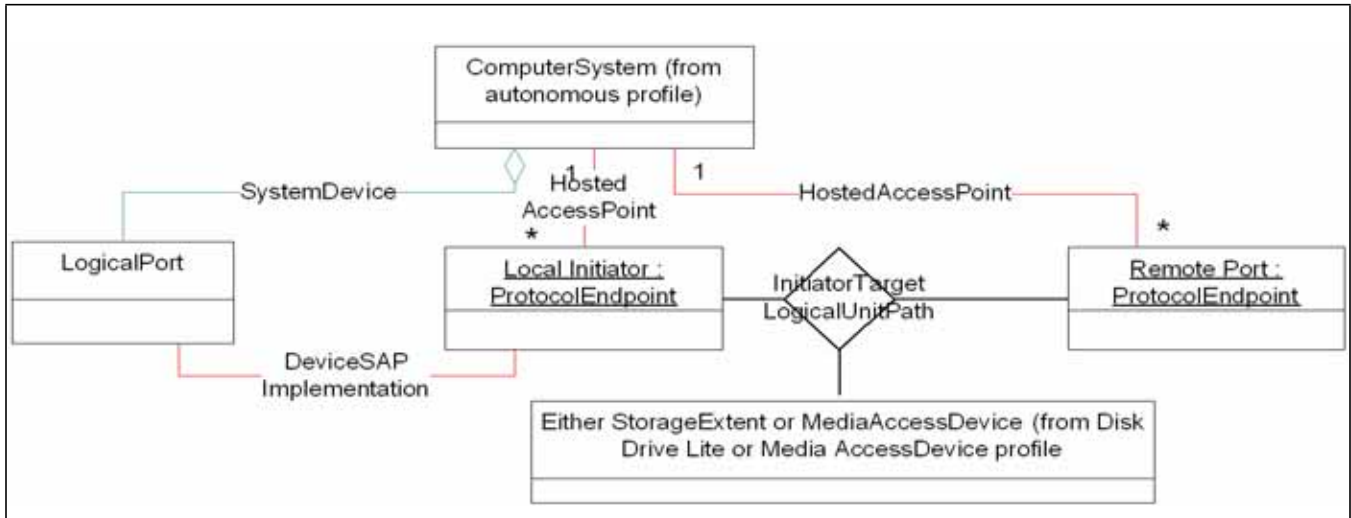 ComputerSystem (from
autonomous profile)
SystemDevice
1
Hosted
AccessPoint
*
1
HostedAccessPoint
*
LogicalPort
Local Initiator :
ProtocolEndpoint
InitiatorTarget
LogicalUnitPath
Remote Port :
ProtocolEndpoint
DeviceSAP
Implementation
Either StorageExtent or MediaAccessDevice (from Disk
Drive Lite or Media AccessDevice profile